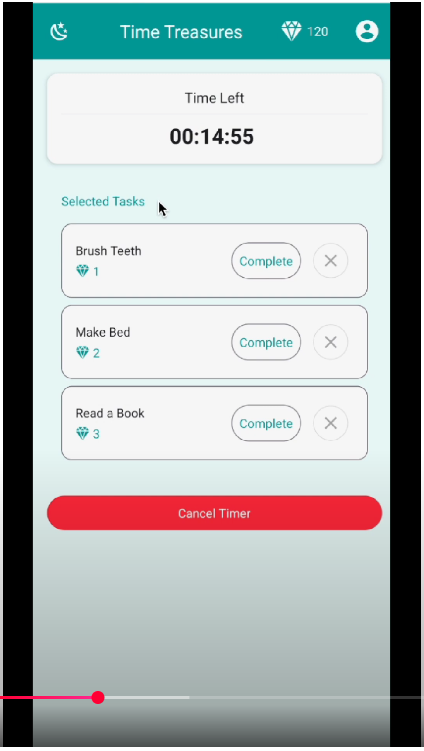 Time Treasures 120
Time Left
00:14:55
Selected Tasks
Brush Teeth
1
Complete
Make Bed
2
Complete
Read a Book
3
Complete
Cancel Timer